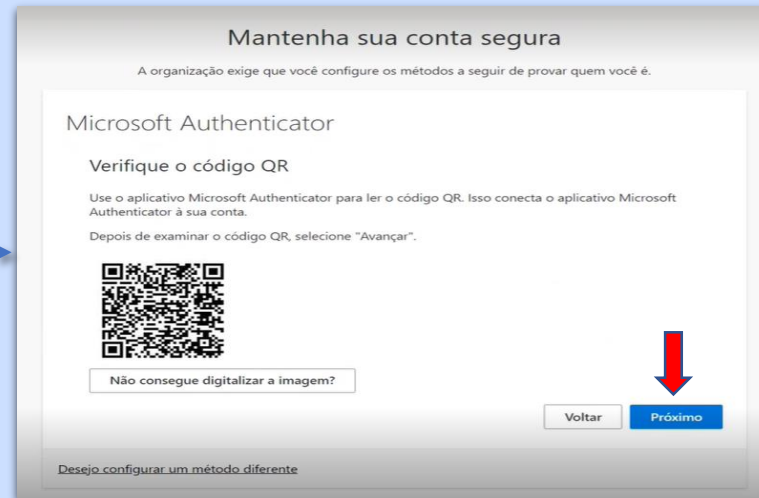 Mantenha sua conta segura
A organização exige que você configure os métodos a seguir de provar quem você é.
Microsoft Authenticator
Verifique o código QR
Use o aplicativo Microsoft Authenticator para ler o código QR. Isso conecta o aplicativo Microsoft
Authenticator à sua conta.
Depois de examinar o código QR, selecione "Avançar".
Não consegue digitalizar a imagem?
Voltar Próximo
Desejo configurar um método diferente